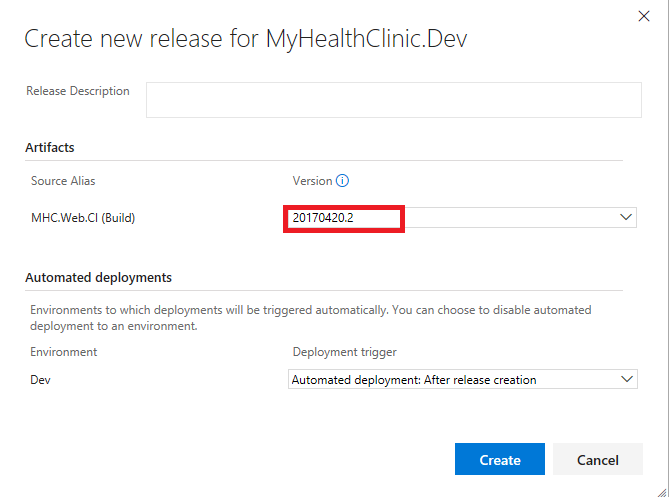 Create new release for MyHealthClinic.Dev
Release Description
Artifacts
Source Alias Version
MHC.Web.CI (Build) 20170420.2
Automated deployments
Environments to which deployments will be triggered automatically. You can choose to disable automated
deployment to an environment.
Environment Deployment trigger
Dev Automated deployment: After release creation
Create Cancel